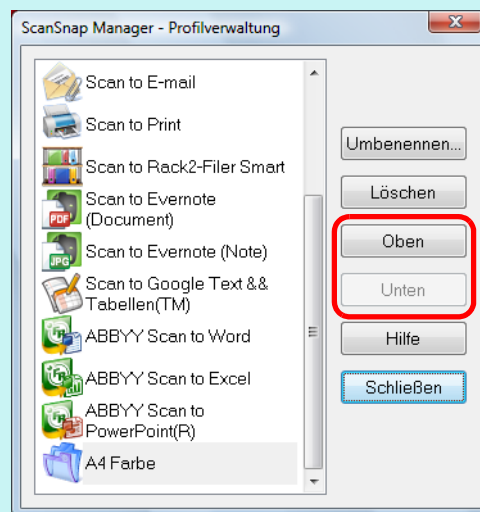 ScanSnap Manager - Profilverwaltung
Scan to E-mail
Scan to Print
Scan to Rack2-Filer Smart
Scan to Evernote
(Document)
Scan to Evernote (Note)
Scan to Google Text &&
Tabellen(TM)
ABBYY Scan to Word
ABBYY Scan to Excel
ABBYY Scan to
PowerPoint(R)
A4 Farbe
Umbenennen...
Löschen
Oben
Unten
Hilfe
Schließen
PDF
JPG